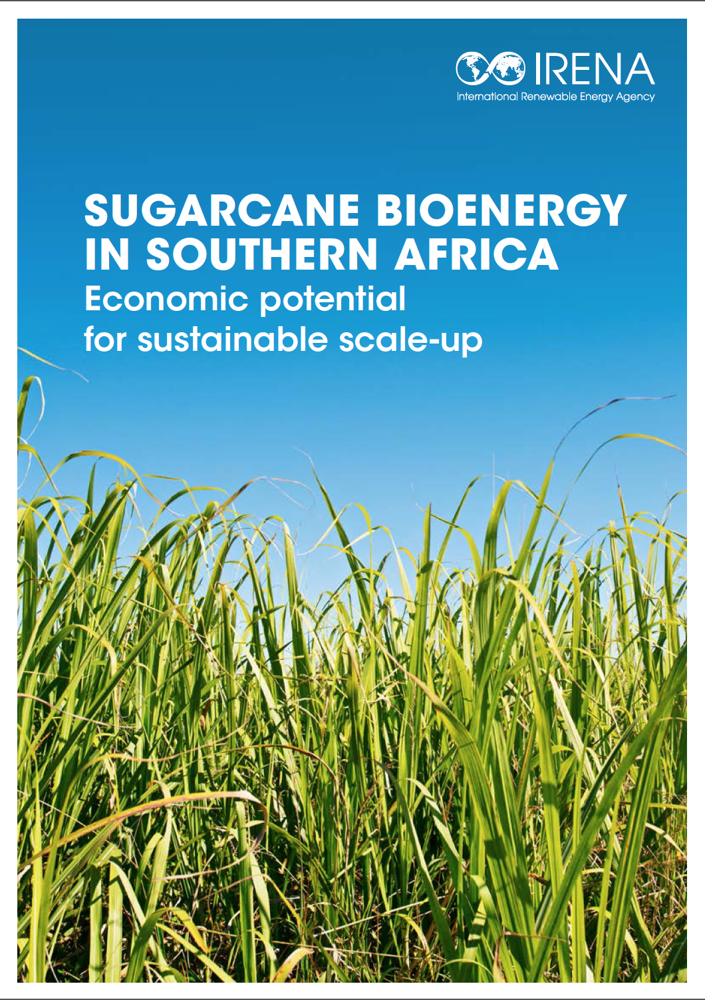 IRENA
International Renewable Energy Agency
SUGARCANE BIOENERGY
IN SOUTHERN AFRICA
Economic potential
for sustainable scale-up